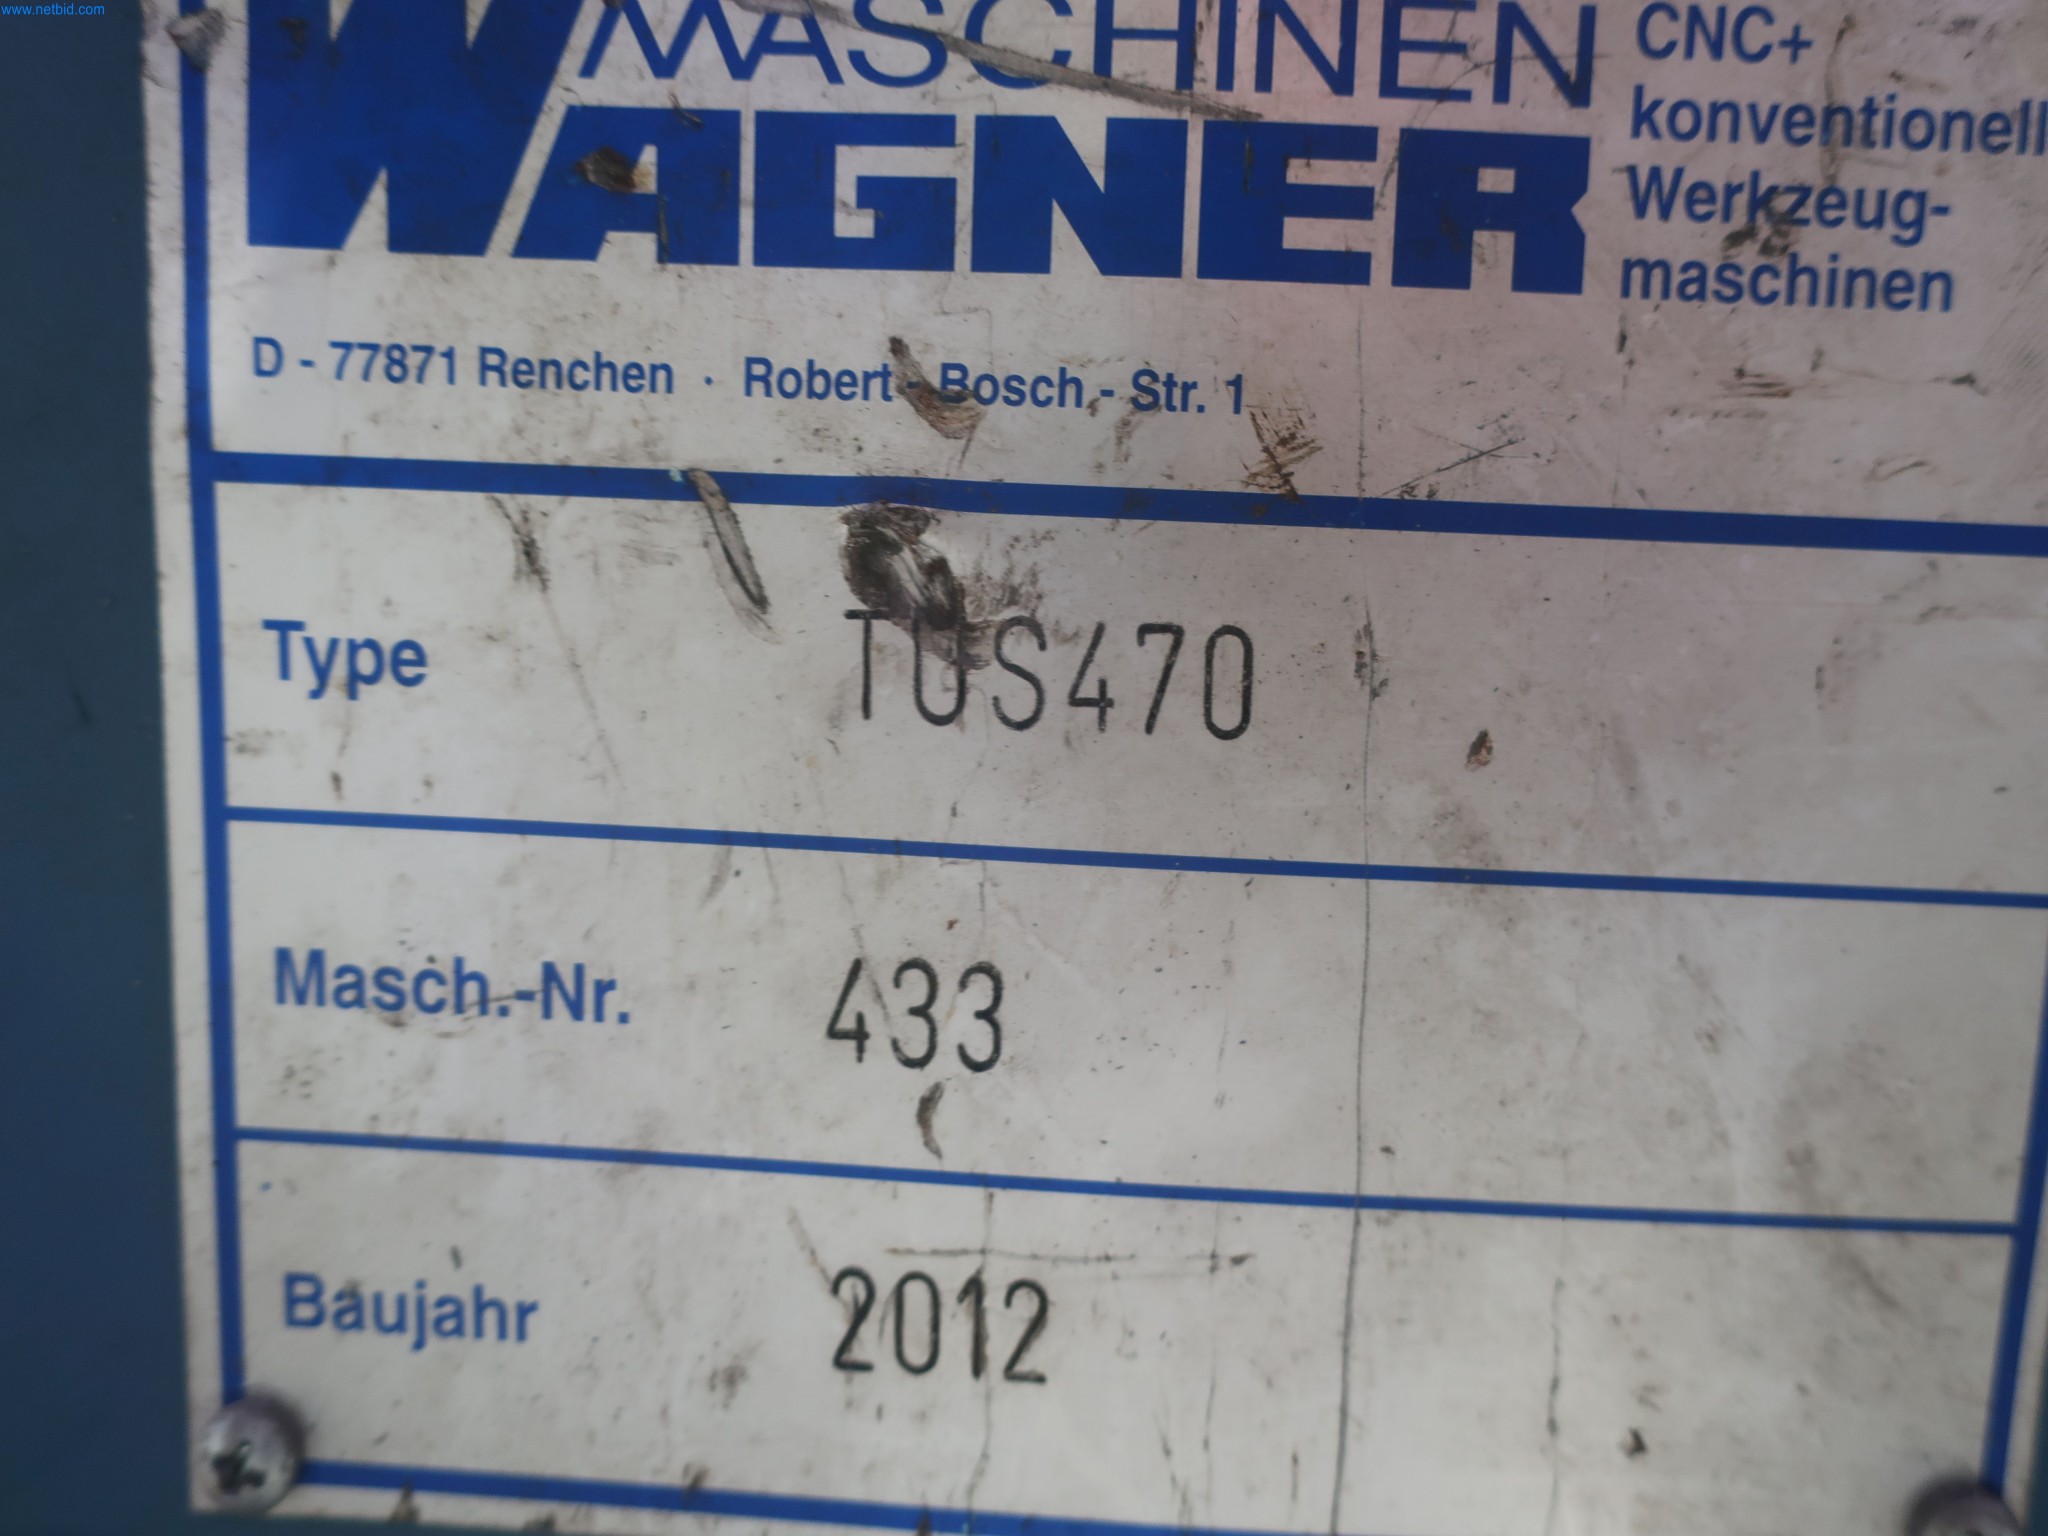 www.netbid.com
MASCHINEN
WAGNER
CNC+
konventionell
Werkzeug-
maschinen
D - 77871 Renchen · Robert - Bosch - Str. 1
Type TUS470
Masch.-Nr. 433
Baujahr 2012